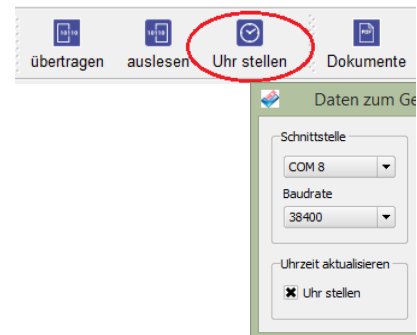 übertragen auslesen Uhr stellen Dokumente
Daten zum Ge
Schnittstelle
COM 8
Baudrate
38400
Uhrzeit aktualisieren
Uhr stellen